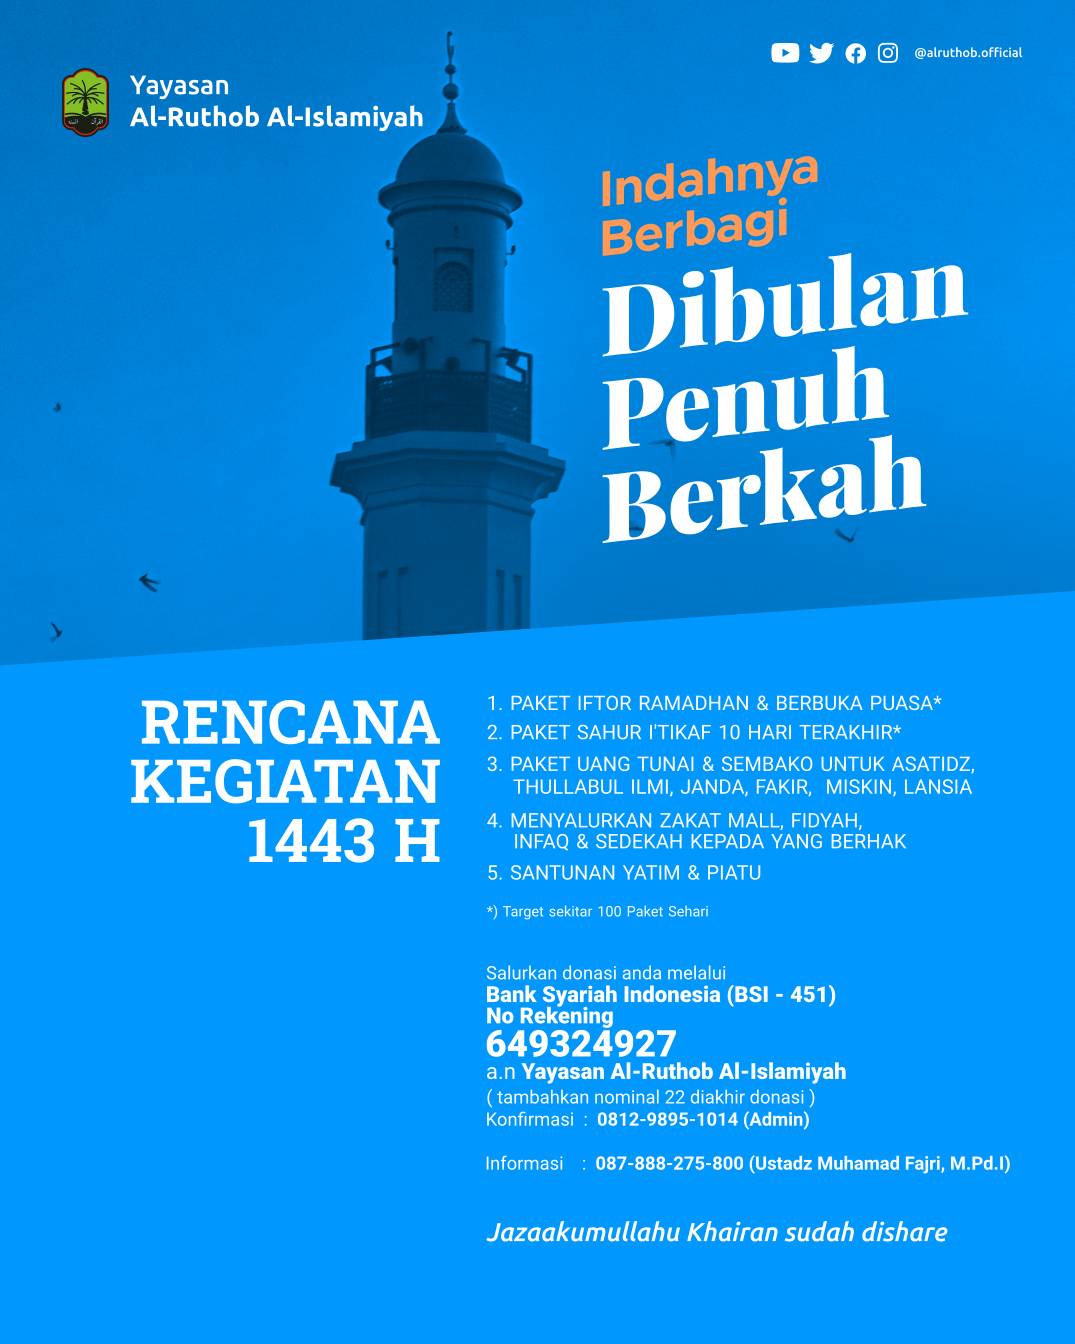 Yayasan
Al-Ruthob Al-Islamiyah
@alruthob.official
Indahnya
Berbagi
Dibulan
Penuh
Berkah
RENCANA
KEGIATAN
1443 H
1. PAKET IFTOR RAMADHAN & BERBUKA PUASA*
2. PAKET SAHUR I'TIKAF 10 HARI TERAKHIR*
3. PAKET UANG TUNAI & SEMBAKO UNTUK ASATIDZ,
THULLABUL ILMI, JANDA, FAKIR, MISKIN, LANSIA
4. MENYALURKAN ZAKAT MALL, FIDYAH,
INFAQ & SEDEKAH KEPADA YANG BERHAK
5. SANTUNAN YATIM & PIATU
*) Target sekitar 100 Paket Sehari
Salurkan donasi anda melalui
Bank Syariah Indonesia (BSI - 451)
No Rekening
649324927
a.n Yayasan Al-Ruthob Al-Islamiyah
( tambahkan nominal 22 diakhir donasi )
Konfirmasi : 0812-9895-1014 (Admin)
Informasi : 087-888-275-800 (Ustadz Muhamad Fajri, M.Pd.I)
Jazaakumullahu Khairan sudah dishare